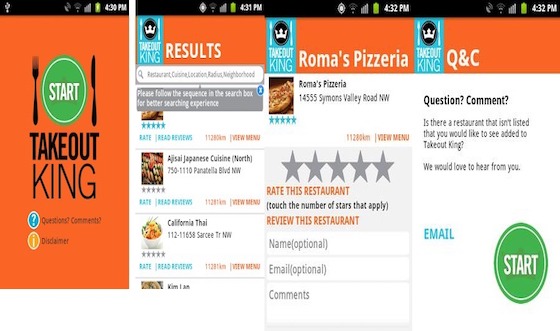 4:30 PM
START
TAKEOUT
KING
Questions? Comments?
Disclaimer
4:31 PM
TAKEOUT
KING
RESULTS
Restaurant,Cuisine,Location,Radius,Neighborhood
Please follow the sequence in the search box
for better searching experience
RATE | READ REVIEWS 11280km | VIEW MENU
Ajisai Japanese Cuisine (North)
750-1110 Panatella Blvd NW
RATE | READ REVIEWS 11281km | VIEW MENU
California Thai
112-11658 Sarcee Tr NW
RATE | READ REVIEWS 11281km | VIEW MENU
Kim Lan
4:32 PM
TAKEOUT
KING
Roma's Pizzeria
Roma's Pizzeria
14555 Symons Valley Road NW
11280km | VIEW MENU
RATE THIS RESTAURANT
(touch the number of stars that apply)
REVIEW THIS RESTAURANT
Name(optional)
Email(optional)
Comments
4:32 PM
TAKEOUT
KING
Q&C
Question? Comment?
Is there a restaurant that isn't listed
that you would like to see added to
Takeout King?
We would love to hear from you.
EMAIL
START